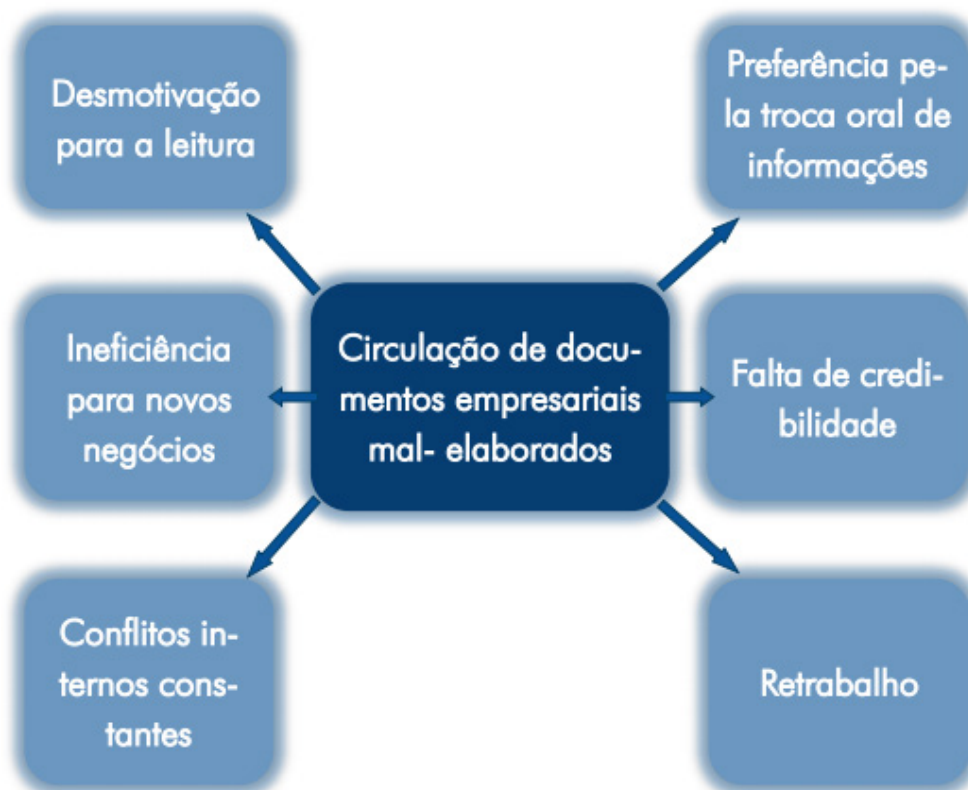 Desmotivação
para a leitura
Preferência pe-
la troca oral de
informações
Ineficiência
para novos
negócios
Circulação de docu-
mentos empresariais
mal- elaborados
Falta de credi-
bilidade
Conflitos in-
ternos cons-
tantes
Retrabalho